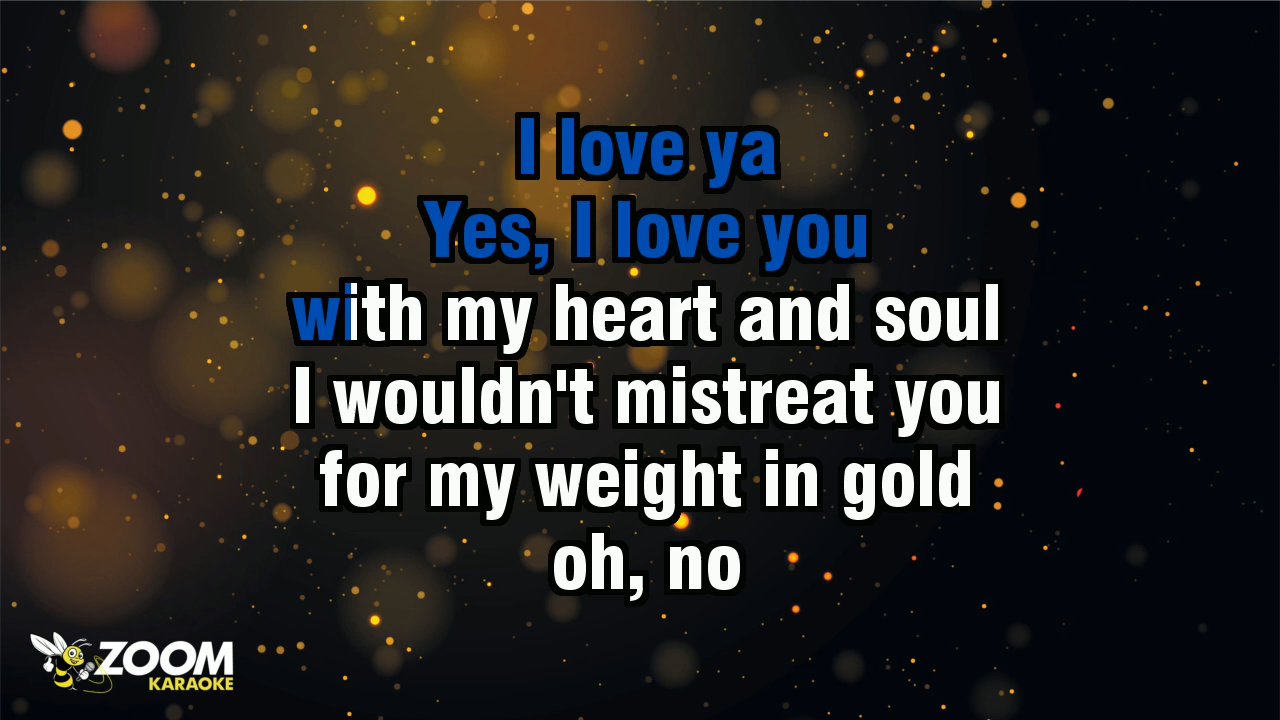 I love ya
Yes, I love you
with my heart and soul
I wouldn't mistreat you
for my weight in gold
oh, no
ZOOM
KARAOKE